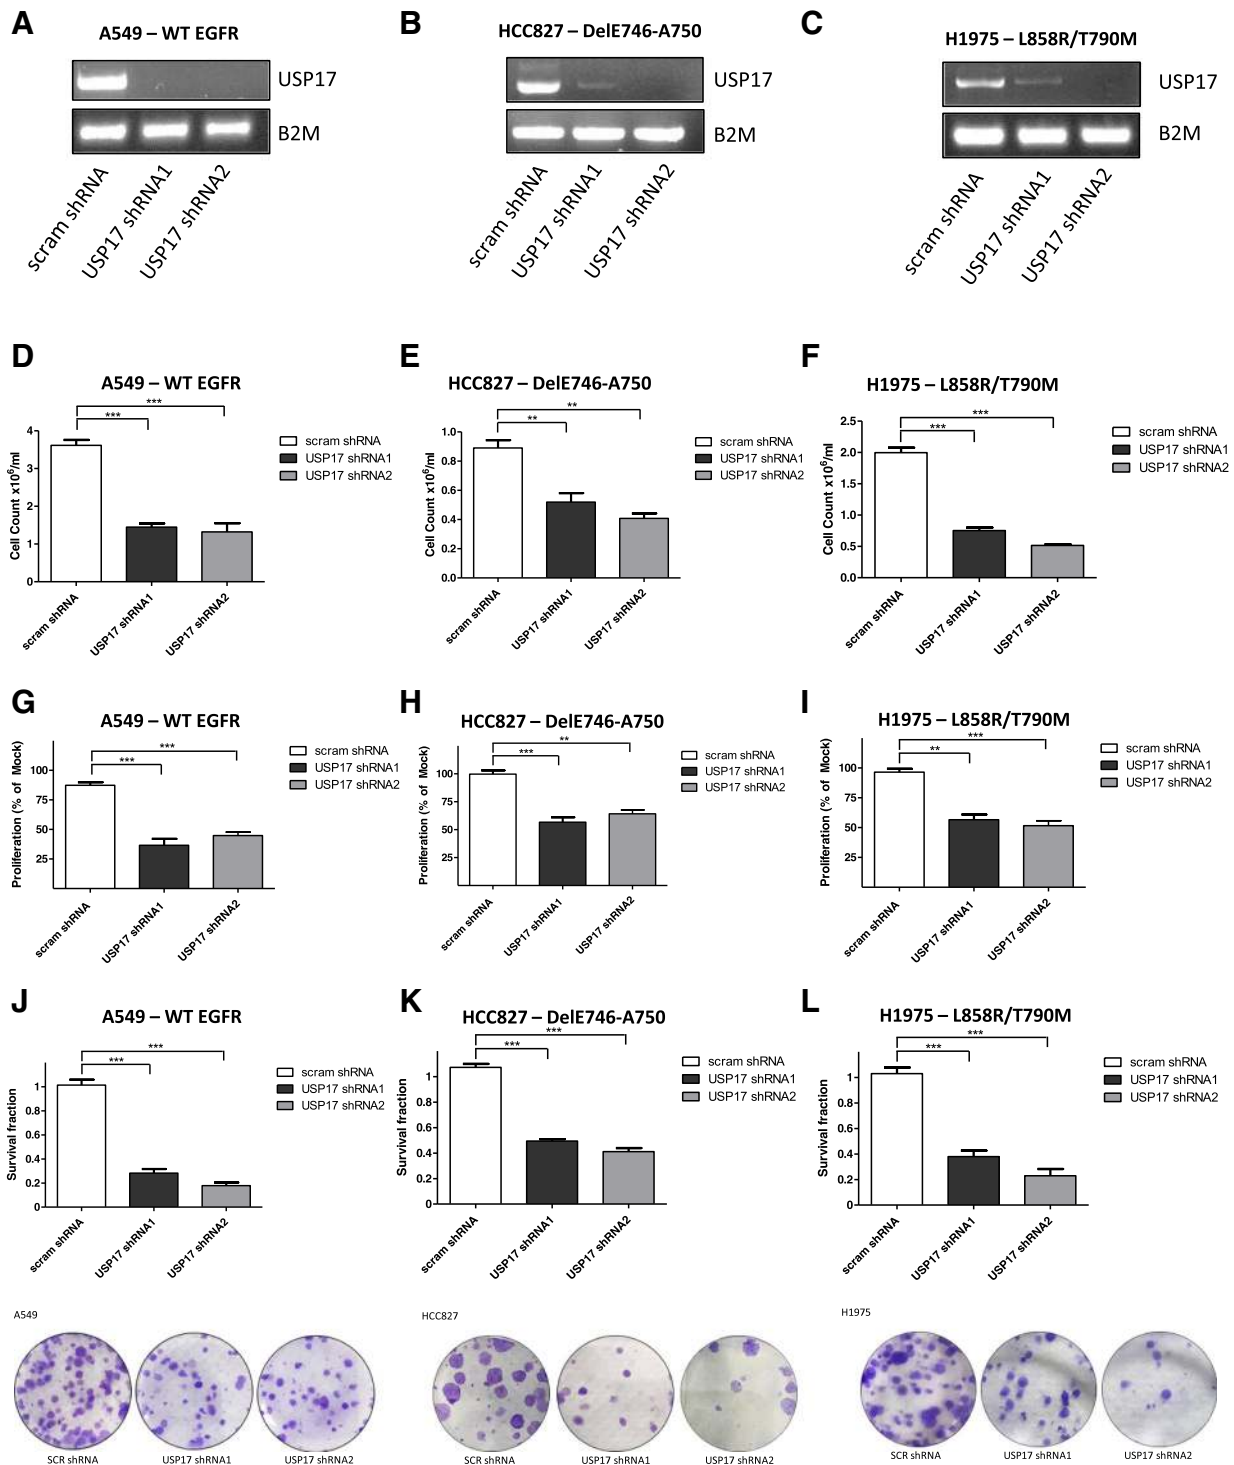 A
A549 – WT EGFR
USP17
B2M
scram shRNA
USP17 shRNA1
USP17 shRNA2
B
HCC827 – DelE746-A750
USP17
B2M
scram shRNA
USP17 shRNA1
USP17 shRNA2
C
H1975 – L858R/T790M
USP17
B2M
scram shRNA
USP17 shRNA1
USP17 shRNA2
D
A549 – WT EGFR
***
***
Cell Count x10⁶/ml
4
3
2
1
0
scram shRNA
USP17 shRNA1
USP17 shRNA2
scram shRNA
USP17 shRNA1
USP17 shRNA2
E
HCC827 – DelE746-A750
**
**
Cell Count x10⁶/ml
1.0
0.8
0.6
0.4
0.2
0.0
scram shRNA
USP17 shRNA1
USP17 shRNA2
scram shRNA
USP17 shRNA1
USP17 shRNA2
F
H1975 – L858R/T790M
***
***
Cell Count x10⁶/ml
2.5
2.0
1.5
1.0
0.5
0.0
scram shRNA
USP17 shRNA1
USP17 shRNA2
scram shRNA
USP17 shRNA1
USP17 shRNA2
G
A549 – WT EGFR
***
***
Proliferation (% of Mock)
100
75
50
25
scram shRNA
USP17 shRNA1
USP17 shRNA2
scram shRNA
USP17 shRNA1
USP17 shRNA2
H
HCC827 – DelE746-A750
**
***
Proliferation (% of Mock)
100
75
50
25
scram shRNA
USP17 shRNA1
USP17 shRNA2
scram shRNA
USP17 shRNA1
USP17 shRNA2
I
H1975 – L858R/T790M
***
**
Proliferation (% of Mock)
100
75
50
25
scram shRNA
USP17 shRNA1
USP17 shRNA2
scram shRNA
USP17 shRNA1
USP17 shRNA2
J
A549 – WT EGFR
***
***
Survival fraction
1
0.8
0.6
0.4
0.2
0
scram shRNA
USP17 shRNA1
USP17 shRNA2
scram shRNA
USP17 shRNA1
USP17 shRNA2
K
HCC827 – DelE746-A750
***
***
Survival fraction
1
0.8
0.6
0.4
0.2
0
scram shRNA
USP17 shRNA1
USP17 shRNA2
scram shRNA
USP17 shRNA1
USP17 shRNA2
L
H1975 – L858R/T790M
***
***
Survival fraction
1
0.8
0.6
0.4
0.2
0
scram shRNA
USP17 shRNA1
USP17 shRNA2
scram shRNA
USP17 shRNA1
USP17 shRNA2
A549
SCR shRNA
USP17 shRNA1
USP17 shRNA2
HCC827
SCR shRNA
USP17 shRNA1
USP17 shRNA2
H1975
SCR shRNA
USP17 shRNA1
USP17 shRNA2